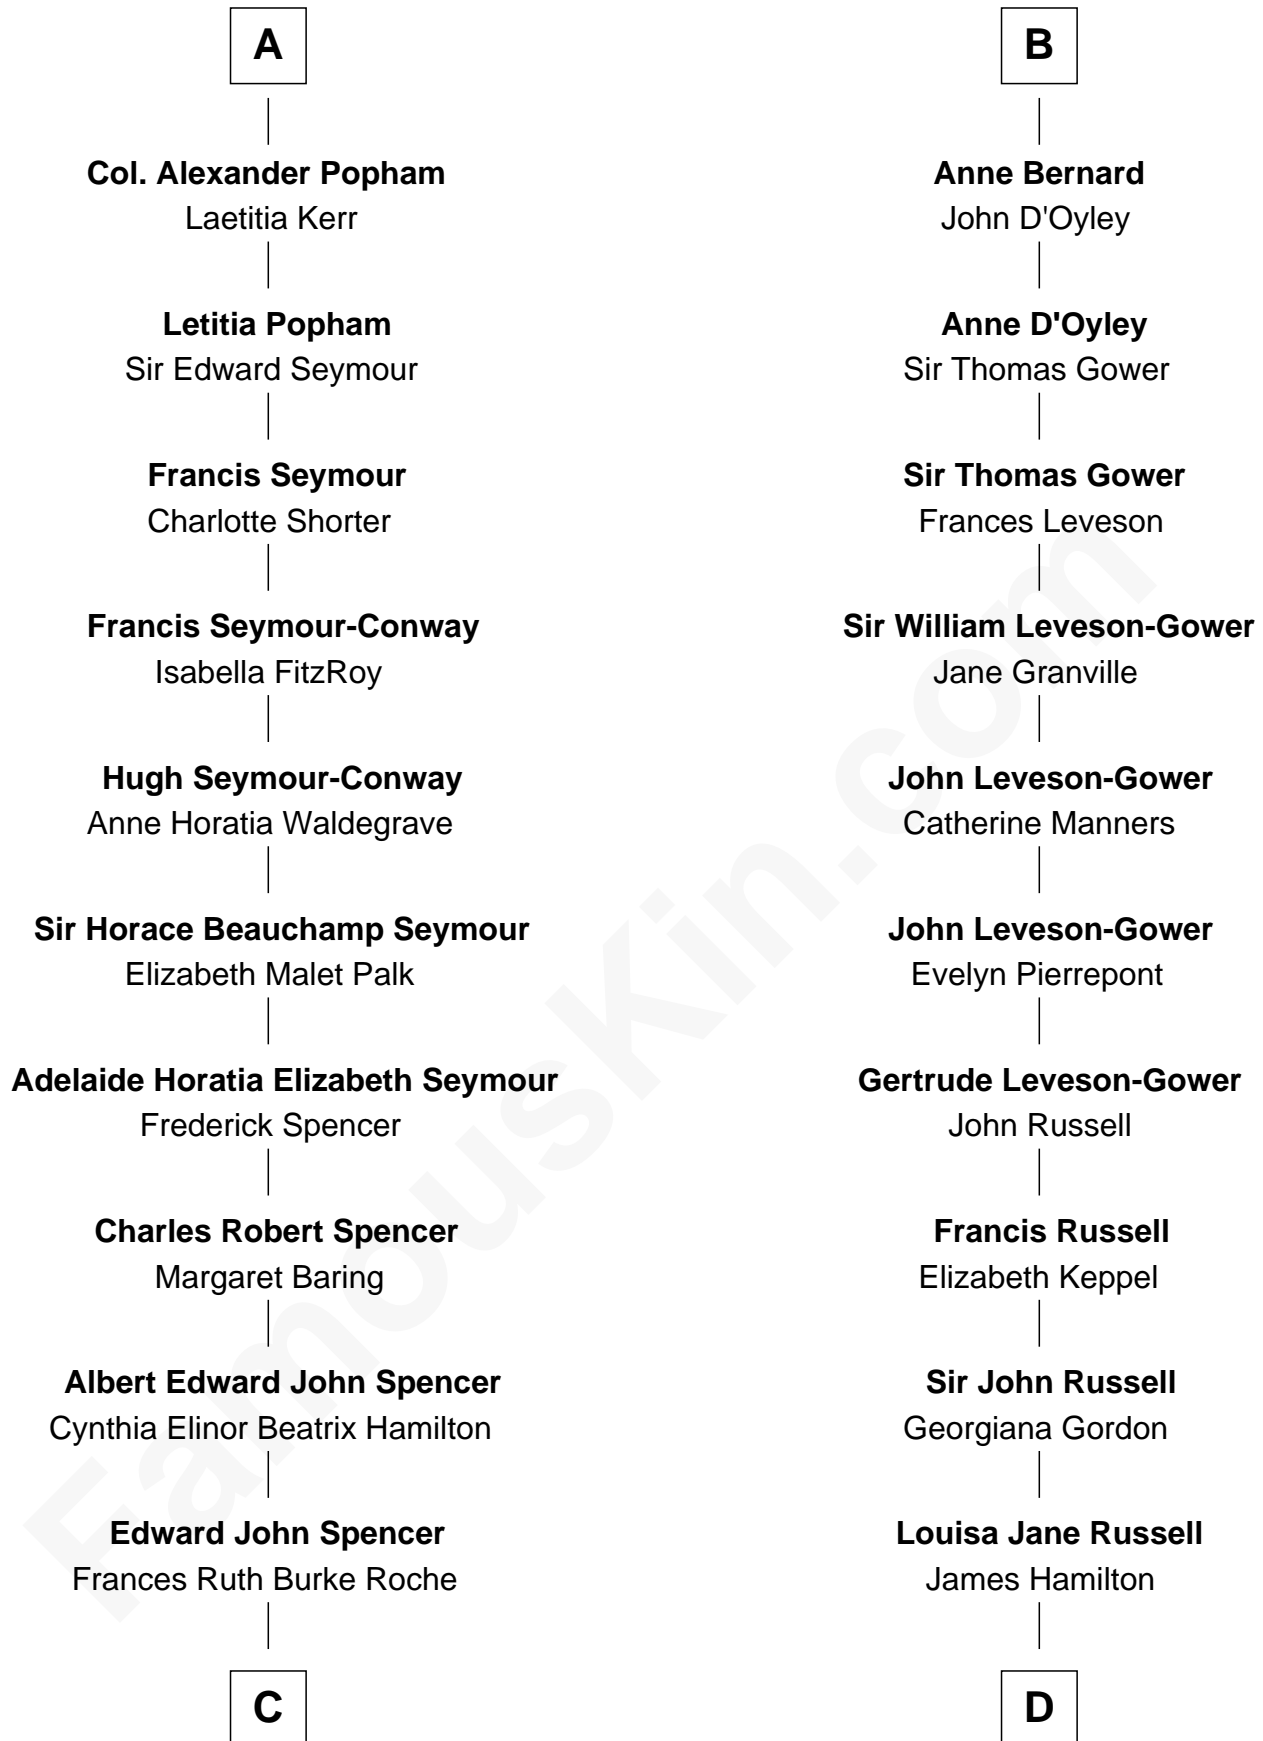 A
Col. Alexander Popham
Laetitia Kerr
Letitia Popham
Sir Edward Seymour
Francis Seymour
Charlotte Shorter
Francis Seymour-Conway
Isabella FitzRoy
Hugh Seymour-Conway
Anne Horatia Waldegrave
Sir Horace Beauchamp Seymour
Elizabeth Malet Palk
Adelaide Horatia Elizabeth Seymour
Frederick Spencer
Charles Robert Spencer
Margaret Baring
Albert Edward John Spencer
Cynthia Elinor Beatrix Hamilton
Edward John Spencer
Frances Ruth Burke Roche
C
B
Anne Bernard
John D'Oyley
Anne D'Oyley
Sir Thomas Gower
Sir Thomas Gower
Frances Leveson
Sir William Leveson-Gower
Jane Granville
John Leveson-Gower
Catherine Manners
John Leveson-Gower
Evelyn Pierrepont
Gertrude Leveson-Gower
John Russell
Francis Russell
Elizabeth Keppel
Sir John Russell
Georgiana Gordon
Louisa Jane Russell
James Hamilton
D
FamousKin.com